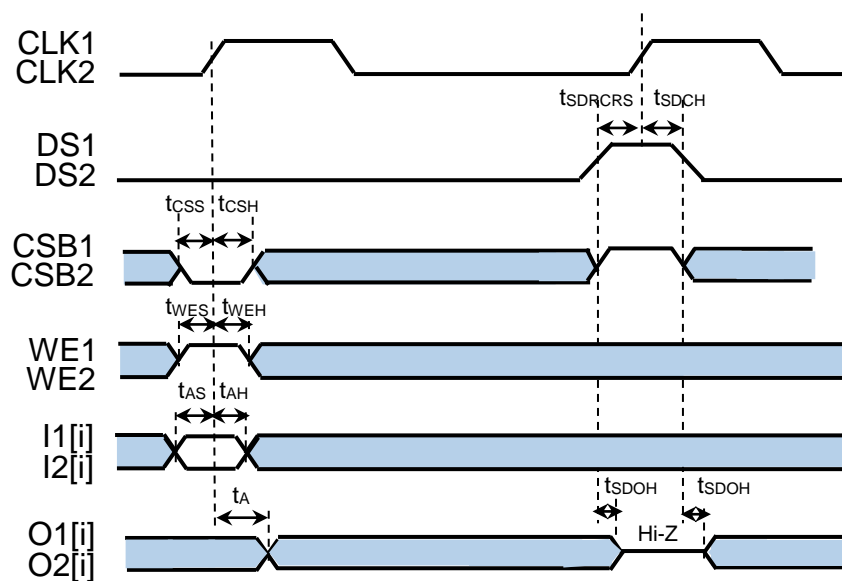 CLK1
CLK2
tSDRCRS
tSDCH
DS1
DS2
tCSS
tCSH
CSB1
CSB2
tWES
tWEH
WE1
WE2
tAS
tAH
I1[i]
I2[i]
tA
tSDOH
tSDOH
O1[i]
O2[i]
Hi-Z